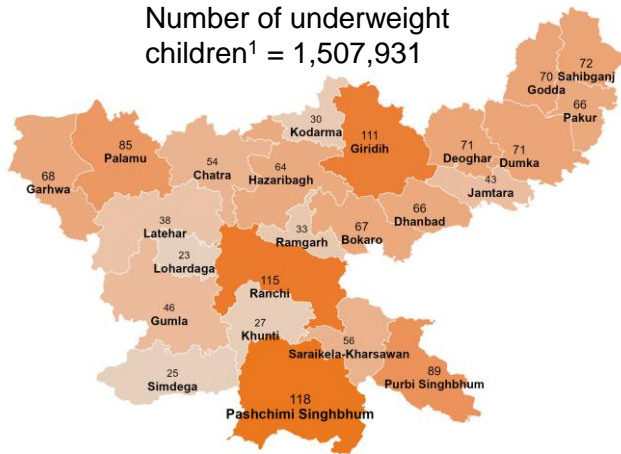 Number of underweight
children¹ = 1,507,931
72
Sahibganj
70
Godda
66
Pakur
30
Kodarma
111
Giridih
85
Palamu
54
Chatra
64
Hazaribagh
71
Deoghar
71
Dumka
68
Garhwa
43
Jamtara
66
Dhanbad
67
Bokaro
38
Latehar
33
Ramgarh
23
Lohardaga
115
Ranchi
46
Gumla
27
Khunti
56
Saraikela-Kharsawan
25
Simdega
89
Purbi Singhbhum
118
Pashchimi Singhbhum